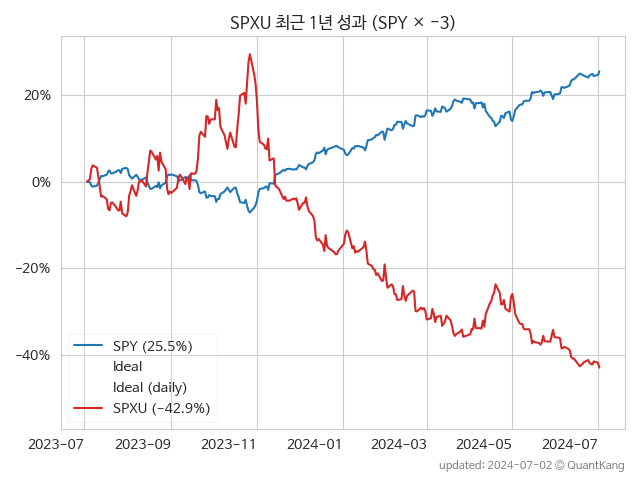 SPXU 최근 1년 성과 (SPY × −3)
20%
0%
−20%
−40%
SPY (25.5%)
Ideal
Ideal (daily)
SPXU (−42.9%)
2023-07 2023-09 2023-11 2024-01 2024-03 2024-05 2024-07
updated: 2024-07-02 © QuantKang